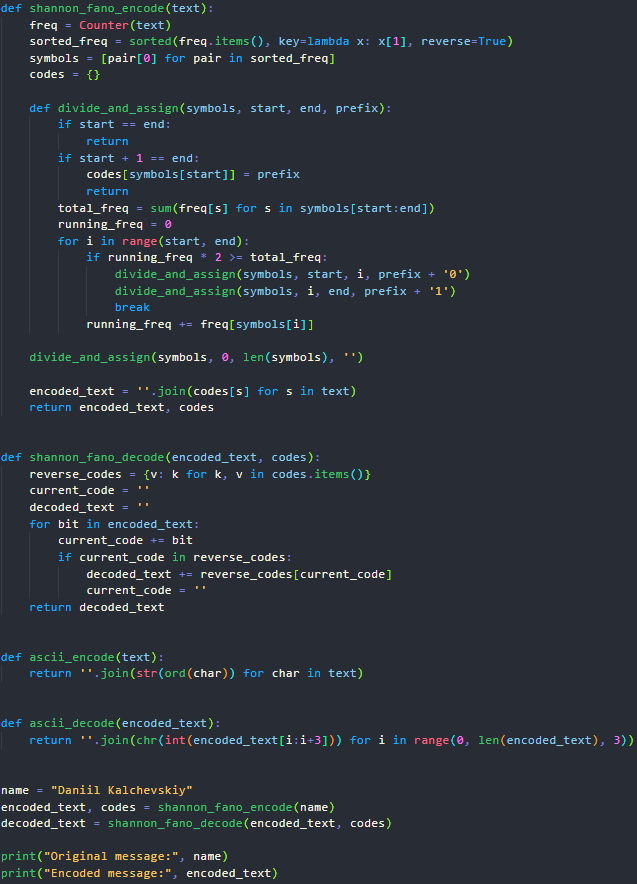 def shannon_fano_encode(text):
    freq = Counter(text)
    sorted_freq = sorted(freq.items(), key=lambda x: x[1], reverse=True)
    symbols = [pair[0] for pair in sorted_freq]
    codes = {}

    def divide_and_assign(symbols, start, end, prefix):
        if start == end:
            return
        if start + 1 == end:
            codes[symbols[start]] = prefix
            return
        total_freq = sum(freq[s] for s in symbols[start:end])
        running_freq = 0
        for i in range(start, end):
            if running_freq * 2 >= total_freq:
                divide_and_assign(symbols, start, i, prefix + '0')
                divide_and_assign(symbols, i, end, prefix + '1')
                break
            running_freq += freq[symbols[i]]

    divide_and_assign(symbols, 0, len(symbols), '')

    encoded_text = ''.join(codes[s] for s in text)
    return encoded_text, codes


def shannon_fano_decode(encoded_text, codes):
    reverse_codes = {v: k for k, v in codes.items()}
    current_code = ''
    decoded_text = ''
    for bit in encoded_text:
        current_code += bit
        if current_code in reverse_codes:
            decoded_text += reverse_codes[current_code]
            current_code = ''
    return decoded_text


def ascii_encode(text):
    return ''.join(str(ord(char)) for char in text)


def ascii_decode(encoded_text):
    return ''.join(chr(int(encoded_text[i:i+3])) for i in range(0, len(encoded_text), 3))


name = "Daniil Kalchevskiy"
encoded_text, codes = shannon_fano_encode(name)
decoded_text = shannon_fano_decode(encoded_text, codes)

print("Original message:", name)
print("Encoded message:", encoded_text)